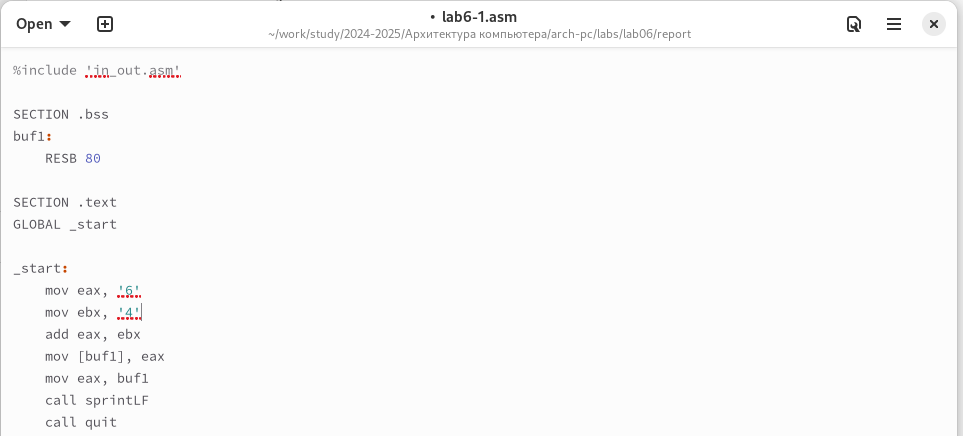 Open
• lab6-1.asm
~/work/study/2024-2025/Архитектура компьютера/arch-pc/labs/lab06/report
%include 'in_out.asm'
SECTION .bss
buf1:
RESB 80
SECTION .text
GLOBAL _start
_start:
mov eax, '6'
mov ebx, '4'
add eax, ebx
mov [buf1], eax
mov eax, buf1
call sprintLF
call quit